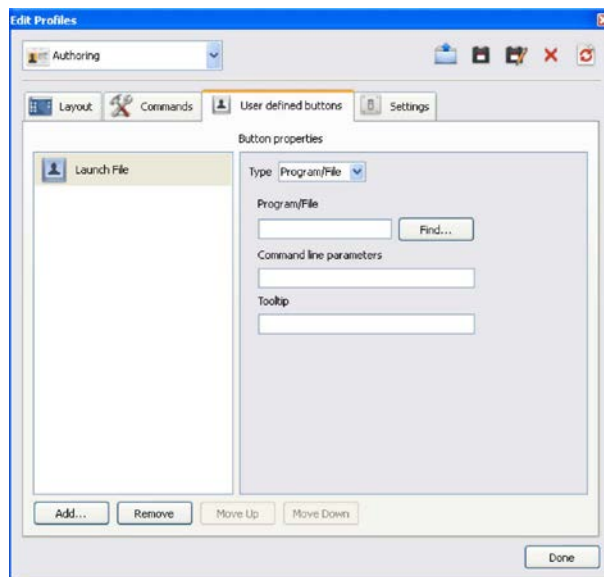 Edit Profiles
Authoring
Layout Commands User defined buttons Settings
Button properties
Launch File
Type Program/File
Program/File
Find...
Command line parameters
Tooltip
Add... Remove Move Up Move Down
Done